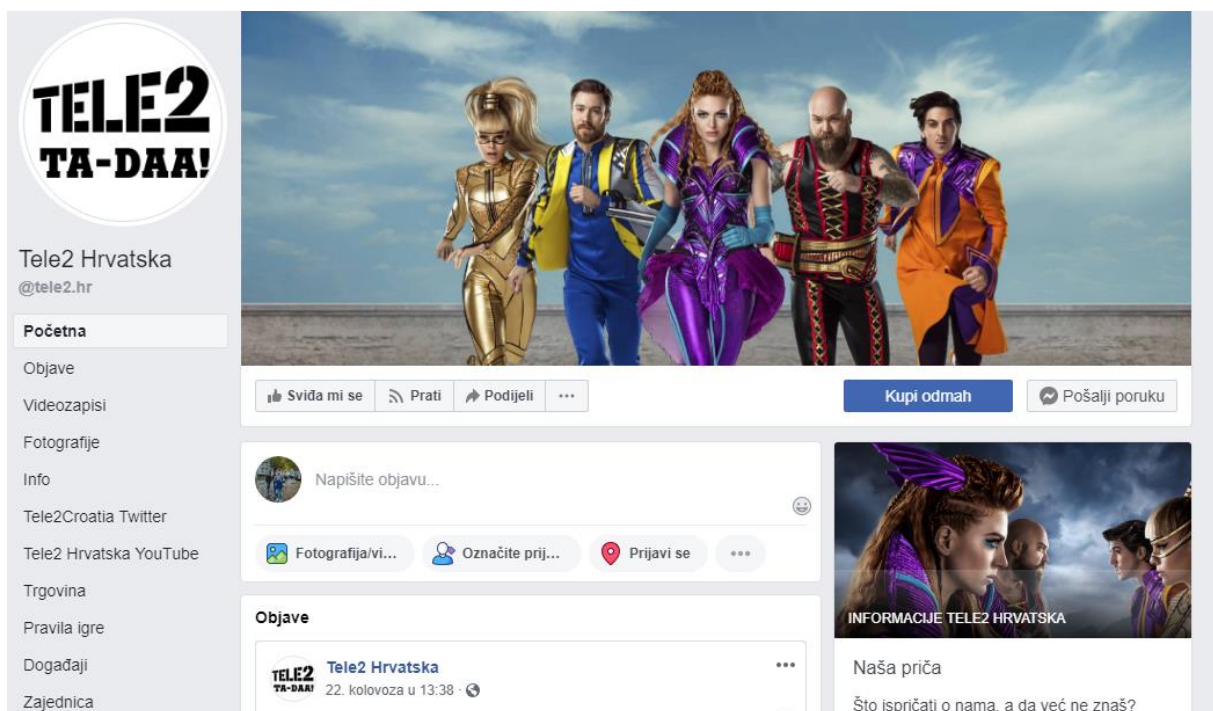 TELE2
TA-DAA!
Tele2 Hrvatska
@tele2.hr
Početna
Objave
Videozapisi
Fotografije
Info
Tele2Croatia Twitter
Tele2 Hrvatska YouTube
Trgovina
Pravila igre
Događaji
Zajednica
Sviđa mi se
Prati
Podijeli
Kupi odmah
Pošalji poruku
Napišite objavu...
Fotografija/vi...
Označite prij...
Prijavi se
Objave
TELE2
TA-DAA!
Tele2 Hrvatska
22. kolovoza u 13:38 ·
INFORMACIJE TELE2 HRVATSKA
Naša priča
Što ispričati o nama, a da već ne znaš?